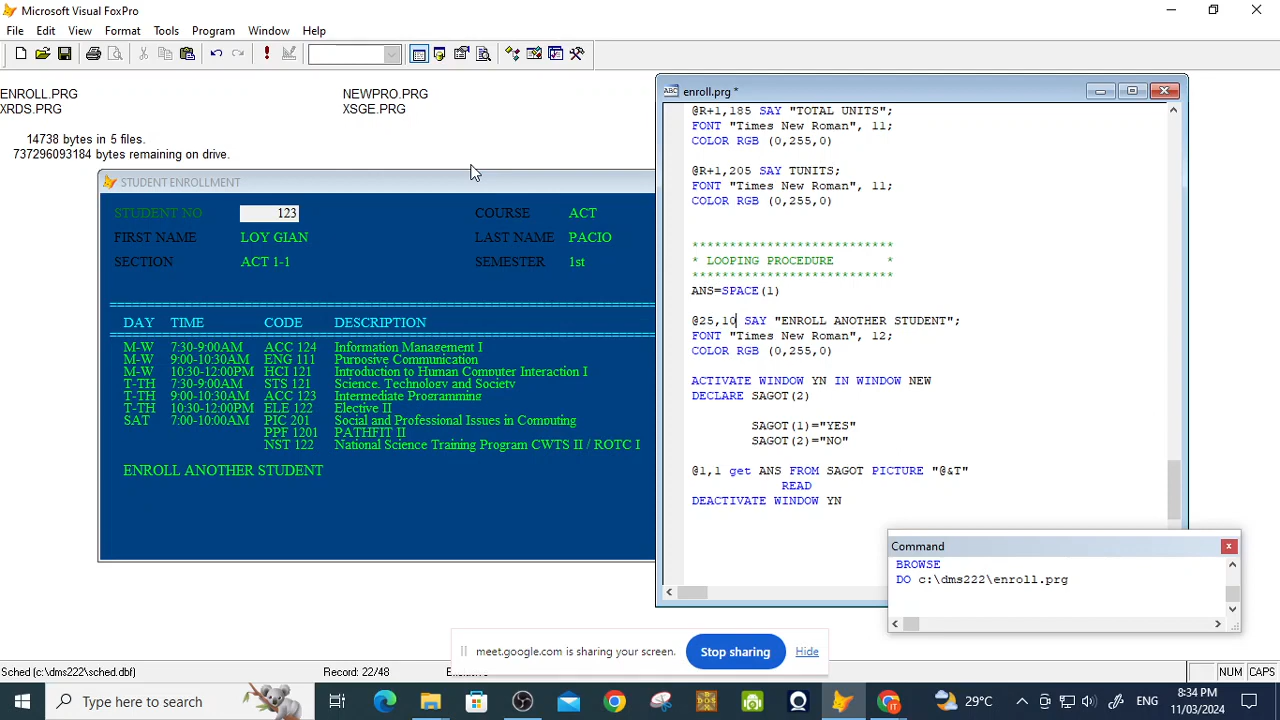 Microsoft Visual FoxPro
File Edit View Format Tools Program Window Help
ENROLL.PRG NEWPRO.PRG
XRDS.PRG XSGE.PRG
14738 bytes in 5 files.
737296093184 bytes remaining on drive.
STUDENT ENROLLMENT
STUDENT NO 123 COURSE ACT
FIRST NAME LOY GIAN LAST NAME PACIO
SECTION ACT 1-1 SEMESTER 1st
DAY TIME CODE DESCRIPTION
M-W 7:30-9:00AM ACC 124 Information Management I
M-W 9:00-10:30AM ENG 111 Purposive Communication
M-W 10:30-12:00PM HCI 121 Introduction to Human Computer Interaction I
T-TH 7:30-9:00AM STS 121 Science, Technology and Society
T-TH 9:00-10:30AM ACC 123 Intermediate Programming
T-TH 10:30-12:00PM ELE 122 Elective II
SAT 7:00-10:00AM PIC 201 Social and Professional Issues in Computing
PPF 1201 PATHFIT II
NST 122 National Science Training Program CWTS II / ROTC I
ENROLL ANOTHER STUDENT
enroll.prg *
@R+1,185 SAY "TOTAL UNITS";
FONT "Times New Roman", 11;
COLOR RGB (0,255,0)
@R+1,205 SAY TUNITS;
FONT "Times New Roman", 11;
COLOR RGB (0,255,0)
***************************
* LOOPING PROCEDURE *
***************************
ANS=SPACE(1)
@25,10 SAY "ENROLL ANOTHER STUDENT";
FONT "Times New Roman", 12;
COLOR RGB (0,255,0)
ACTIVATE WINDOW YN IN WINDOW NEW
DECLARE SAGOT(2)
SAGOT(1)="YES"
SAGOT(2)="NO"
@1,1 get ANS FROM SAGOT PICTURE "@&T"
READ
DEACTIVATE WINDOW YN
Command
BROWSE
DO c:\dms222\enroll.prg
meet.google.com is sharing your screen. Stop sharing Hide
Sched (c:\dms222\sched.dbf) Record: 22/48 NUM CAPS
Type here to search
29°C ENG 8:34 PM
11/03/2024